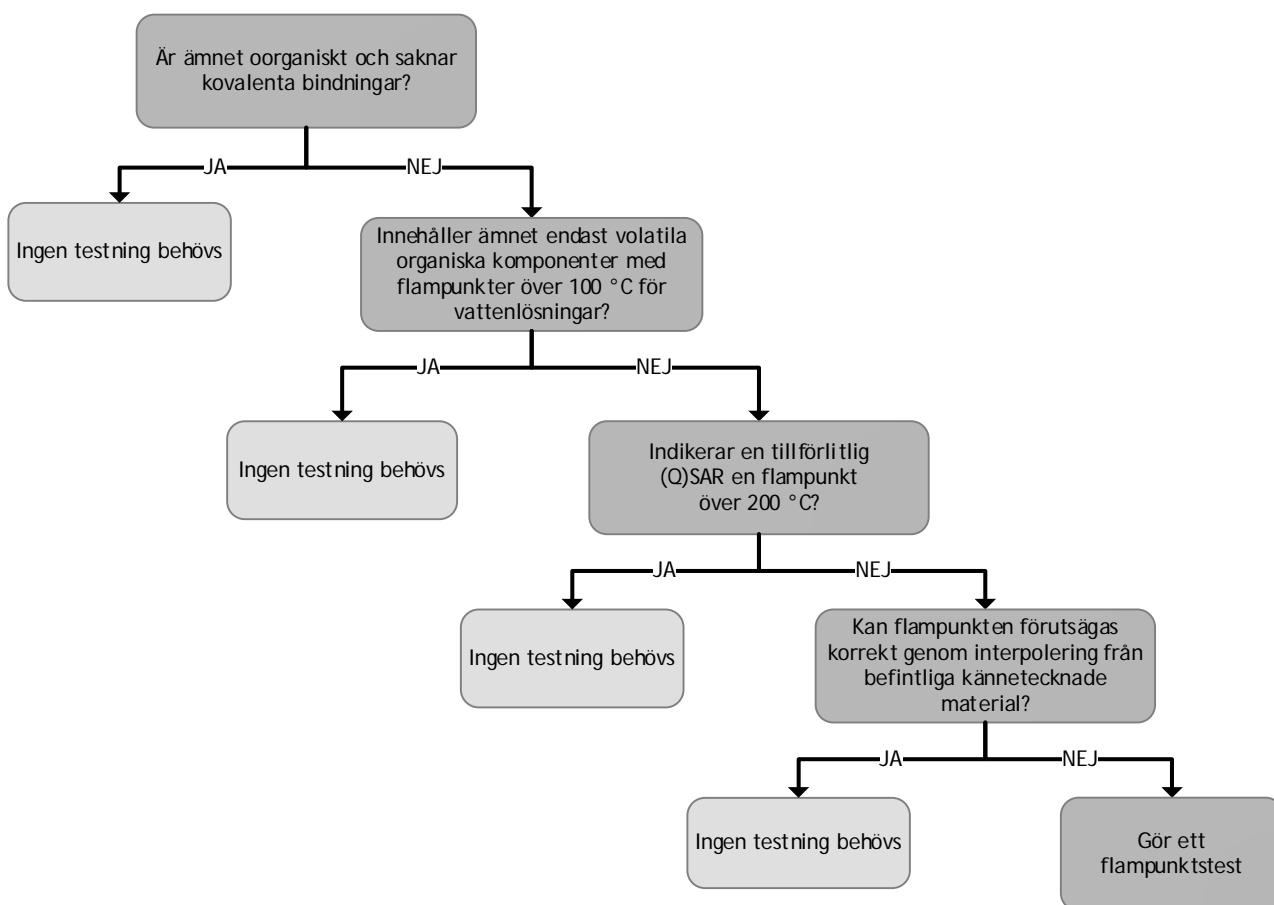 Är ämnet oorganiskt och saknar
kovalenta bindningar?
JA
NEJ
Ingen testning behövs
Innehåller ämnet endast volatila
organiska komponenter med
flampunkter över 100 °C för
vattenlösningar?
JA
NEJ
Ingen testning behövs
Indikerar en tillförlitlig
(Q)SAR en flampunkt
över 200 °C?
JA
NEJ
Ingen testning behövs
Kan flampunkten förutsägas
korrekt genom interpolering från
befintliga kännetecknade
material?
JA
NEJ
Ingen testning behövs
Gör ett
flampunktstest